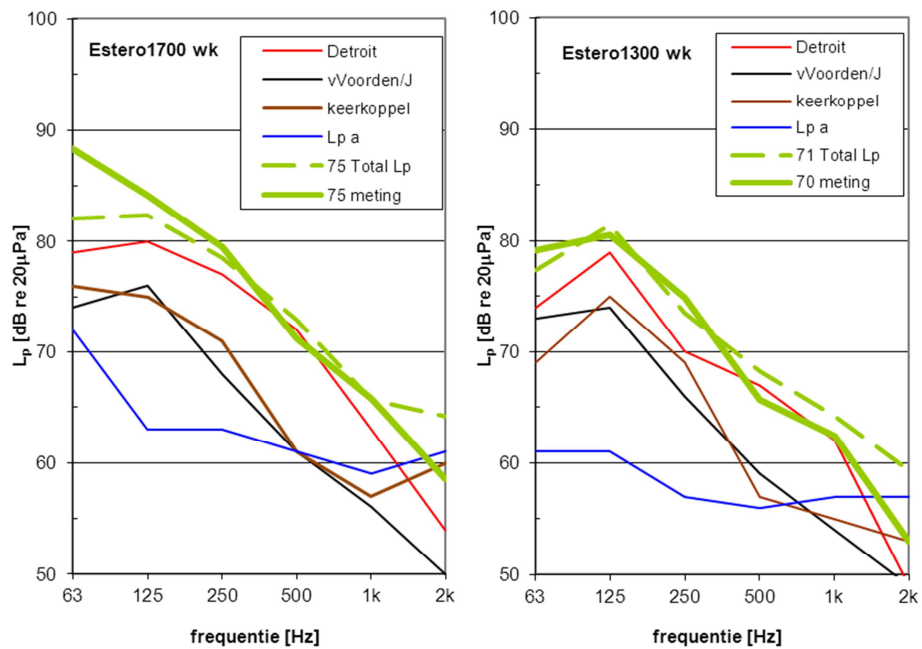 Estero1700 wk
Detroit
vVoorden/J
keerkoppel
Lp a
75 Total Lp
75 meting
100
90
80
70
60
50
Lp [dB re 20µPa]
63 125 250 500 1k 2k
frequentie [Hz]
Estero1300 wk
Detroit
vVoorden/J
keerkoppel
Lp a
71 Total Lp
70 meting
100
90
80
70
60
50
Lp [dB re 20µPa]
63 125 250 500 1k 2k
frequentie [Hz]